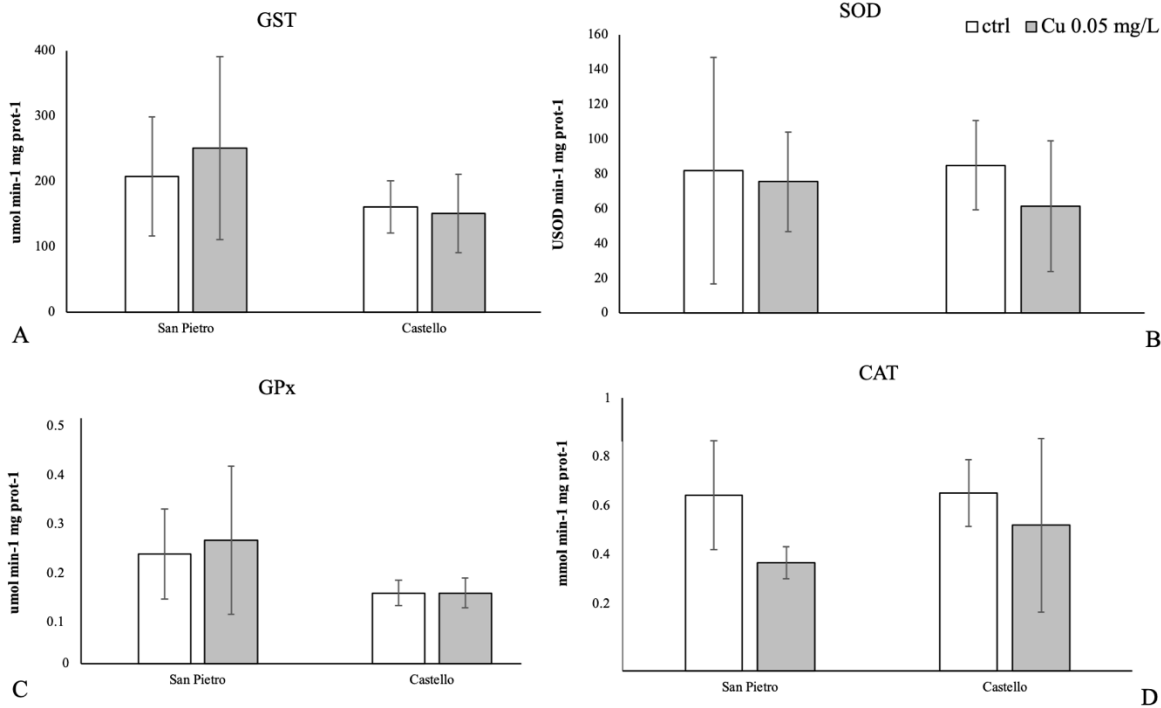 GST
400
300
200
100
0
umol min-1 mg prot-1
San Pietro Castello
A
SOD
ctrl Cu 0.05 mg/L
160
140
120
100
80
60
40
20
0
USOD min-1 mg prot-1
B
GPx
0.5
0.4
0.3
0.2
0.1
0
umol min-1 mg prot-1
San Pietro Castello
C
CAT
1
0.8
0.6
0.4
0.2
mmol min-1 mg prot-1
San Pietro Castello
D